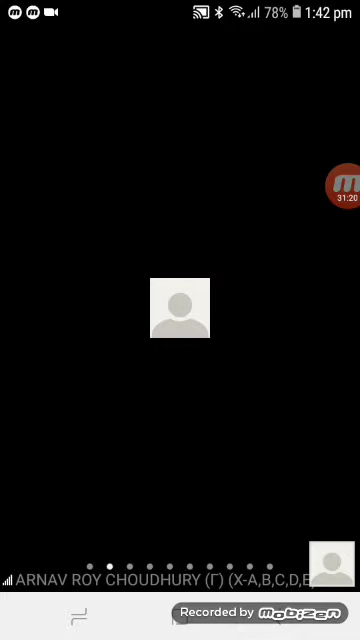 78% 1:42 pm
31:20
ARNAV ROY CHOUDHURY (Г) (X-A,B,C,D,E)
Recorded by mobizen